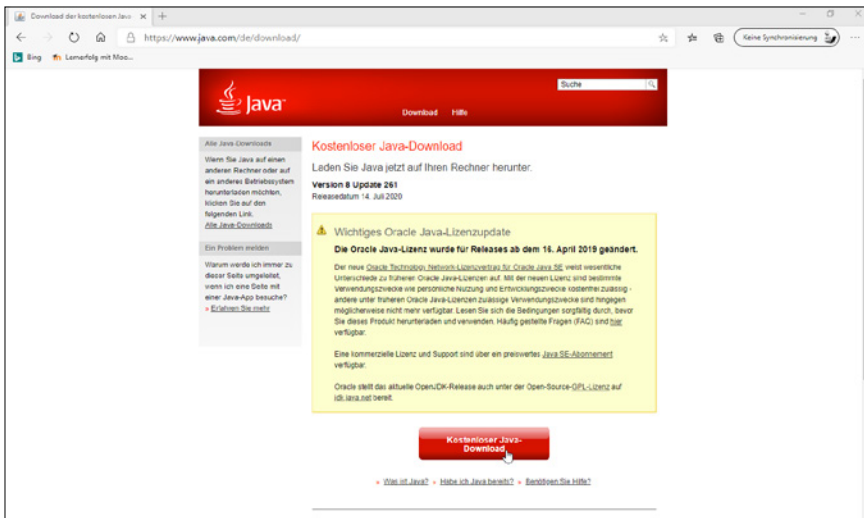 Download der kostenlosen Java-
https://www.java.com/de/download/
Keine Synchronisierung
Bing Lernerfolg mit Moo...
Java
Suche
Download Hilfe
Alle Java-Downloads
Wenn Sie Java auf einen
anderen Rechner oder auf
ein anderes Betriebssystem
herunterladen möchten,
klicken Sie auf den
folgenden Link.
Alle Java-Downloads
Ein Problem melden
Warum werde ich immer zu
dieser Seite umgeleitet,
wenn ich eine Seite mit
einer Java-App besuche?
» Erfahren Sie mehr
Kostenloser Java-Download
Laden Sie Java jetzt auf Ihren Rechner herunter.
Version 8 Update 261
Releasedatum 14. Juli 2020
Wichtiges Oracle Java-Lizenzupdate
Die Oracle Java-Lizenz wurde für Releases ab dem 16. April 2019 geändert.
Der neue Oracle Technology Network-Lizenzvertrag für Oracle Java SE weist wesentliche
Unterschiede zu früheren Oracle Java-Lizenzen auf. Mit der neuen Lizenz sind bestimmte
Verwendungszwecke wie persönliche Nutzung und Entwicklungszwecke kostenfrei zulässig -
andere unter früheren Oracle Java-Lizenzen zulässige Verwendungszwecke sind hingegen
möglicherweise nicht mehr verfügbar. Lesen Sie sich die Bedingungen sorgfältig durch, bevor
Sie dieses Produkt herunterladen und verwenden. Häufig gestellte Fragen (FAQ) sind hier
verfügbar.
Eine kommerzielle Lizenz und Support sind über ein preiswertes Java SE-Abonnement
verfügbar.
Oracle stellt das aktuelle OpenJDK-Release auch unter der Open-Source-GPL-Lizenz auf
jdk.java.net bereit.
Kostenloser Java-
Download
» Was ist Java? » Habe ich Java bereits? » Benötigen Sie Hilfe?